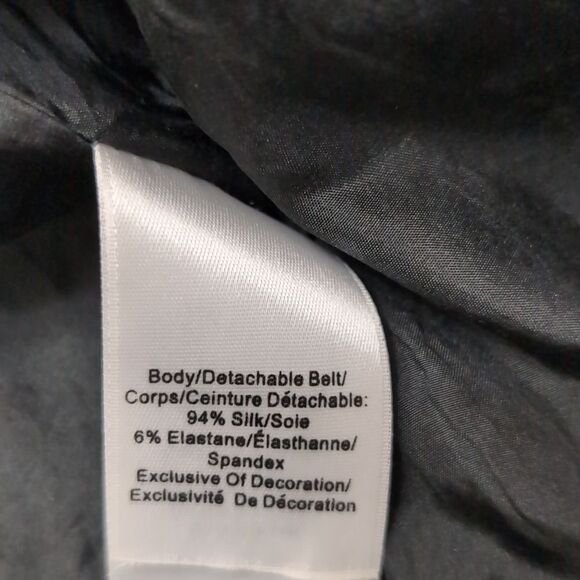 Body/Detachable Belt/
Corps/Ceinture Détachable:
94% Silk/Soie
6% Elastane/Élasthanne/
Spandex
Exclusive Of Decoration/
Exclusivité De Décoration